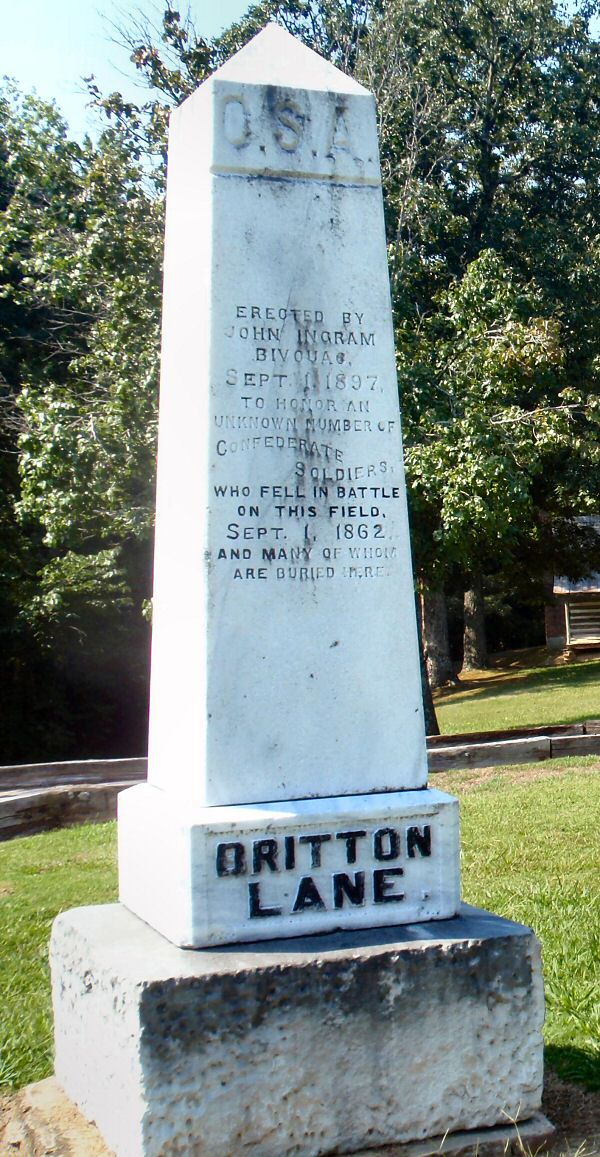 C.S.A.
ERECTED BY
JOHN INGRAM
BIVOUAC,
SEPT. 1, 1897,
TO HONOR AN
UNKNOWN NUMBER OF
CONFEDERATE
SOLDIERS,
WHO FELL IN BATTLE
ON THIS FIELD,
SEPT. 1, 1862,
AND MANY OF WHOM
ARE BURIED HERE.
BRITTON
LANE.